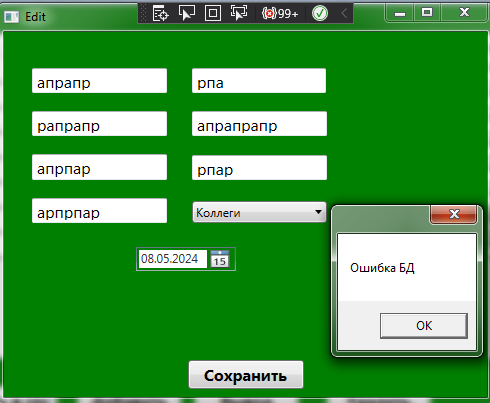 Edit
99+
апрапр
рпа
рапрапр
апрапрапр
апрпар
рпар
арпрпар
Коллеги
08.05.2024
15
Ошибка БД
OK
Сохранить